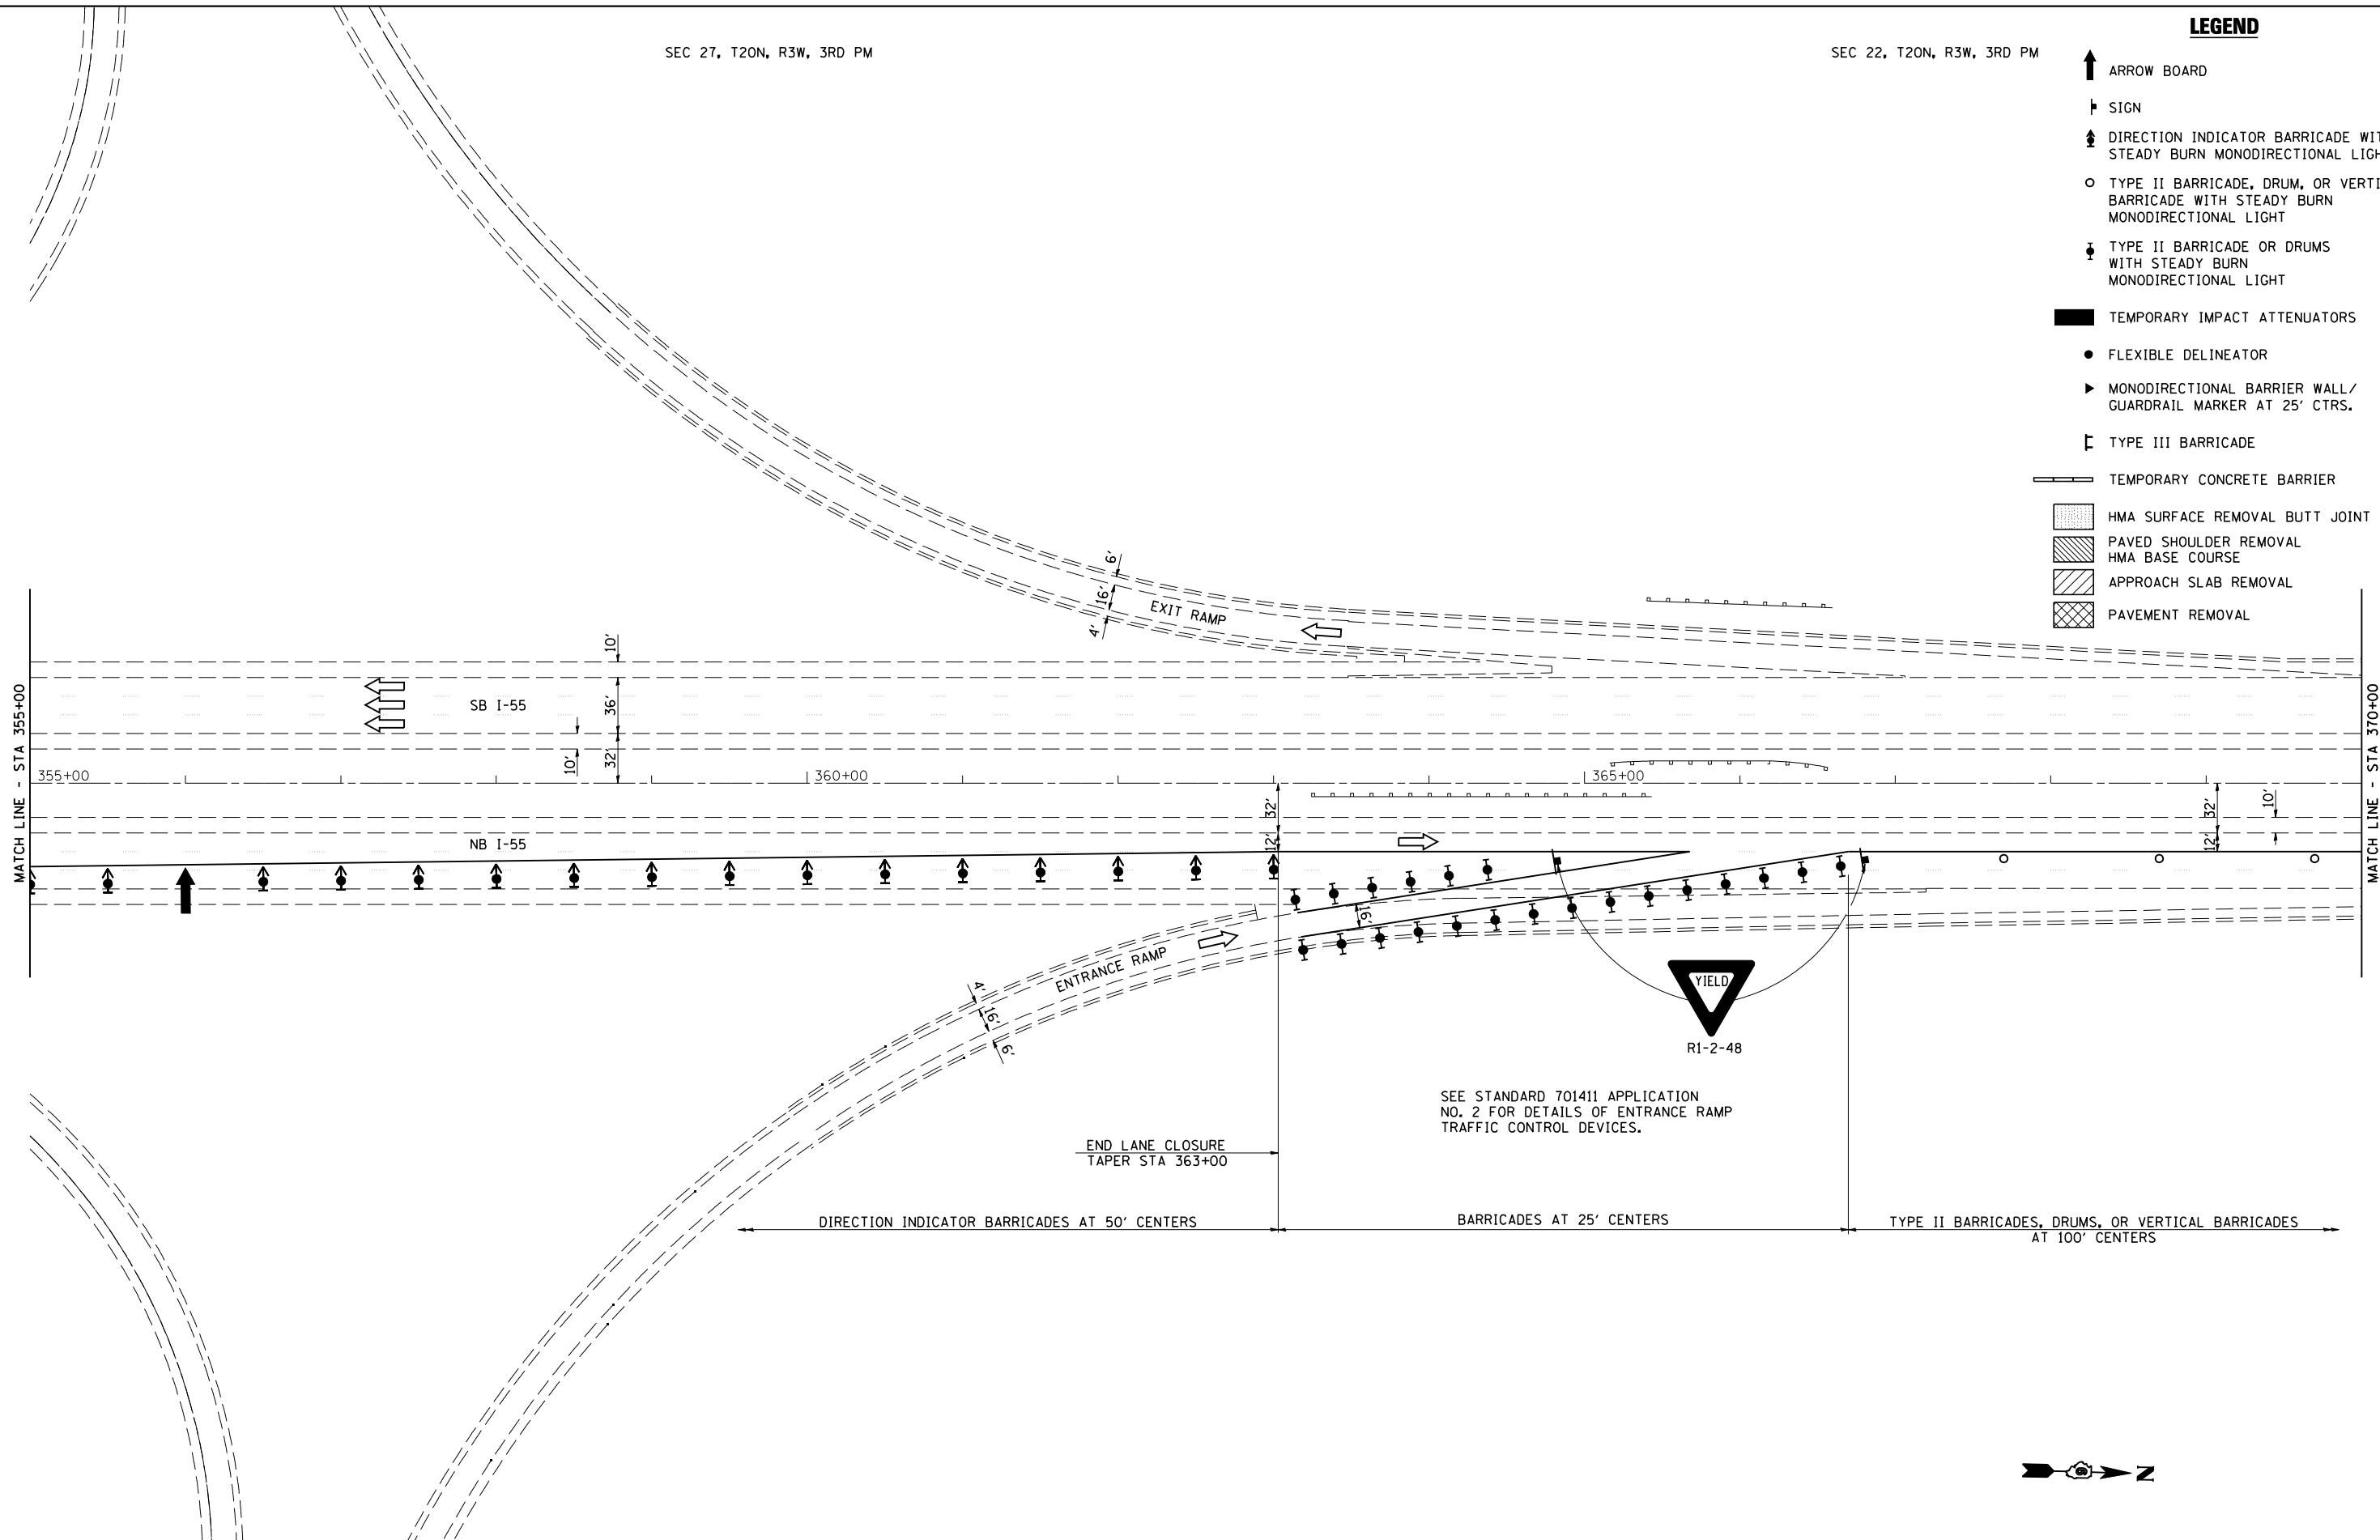 SEC 27, T20N, R3W, 3RD PM
SEC 22, T20N, R3W, 3RD PM
LEGEND
ARROW BOARD
SIGN
DIRECTION INDICATOR BARRICADE WIT
STEADY BURN MONODIRECTIONAL LIGH
TYPE II BARRICADE, DRUM, OR VERTI
BARRICADE WITH STEADY BURN
MONODIRECTIONAL LIGHT
TYPE II BARRICADE OR DRUMS
WITH STEADY BURN
MONODIRECTIONAL LIGHT
TEMPORARY IMPACT ATTENUATORS
FLEXIBLE DELINEATOR
MONODIRECTIONAL BARRIER WALL/
GUARDRAIL MARKER AT 25' CTRS.
TYPE III BARRICADE
TEMPORARY CONCRETE BARRIER
HMA SURFACE REMOVAL BUTT JOINT
PAVED SHOULDER REMOVAL
HMA BASE COURSE
APPROACH SLAB REMOVAL
PAVEMENT REMOVAL
6'
16'
4'
EXIT RAMP
10'
36'
32'
10'
SB I-55
MATCH LINE - STA 355+00
MATCH LINE - STA 370+00
355+00
360+00
365+00
32'
12'
32'
12'
10'
NB I-55
16'
ENTRANCE RAMP
4'
16'
6'
YIELD
R1-2-48
SEE STANDARD 701411 APPLICATION
NO. 2 FOR DETAILS OF ENTRANCE RAMP
TRAFFIC CONTROL DEVICES.
END LANE CLOSURE
TAPER STA 363+00
DIRECTION INDICATOR BARRICADES AT 50' CENTERS
BARRICADES AT 25' CENTERS
TYPE II BARRICADES, DRUMS, OR VERTICAL BARRICADES
AT 100' CENTERS
N